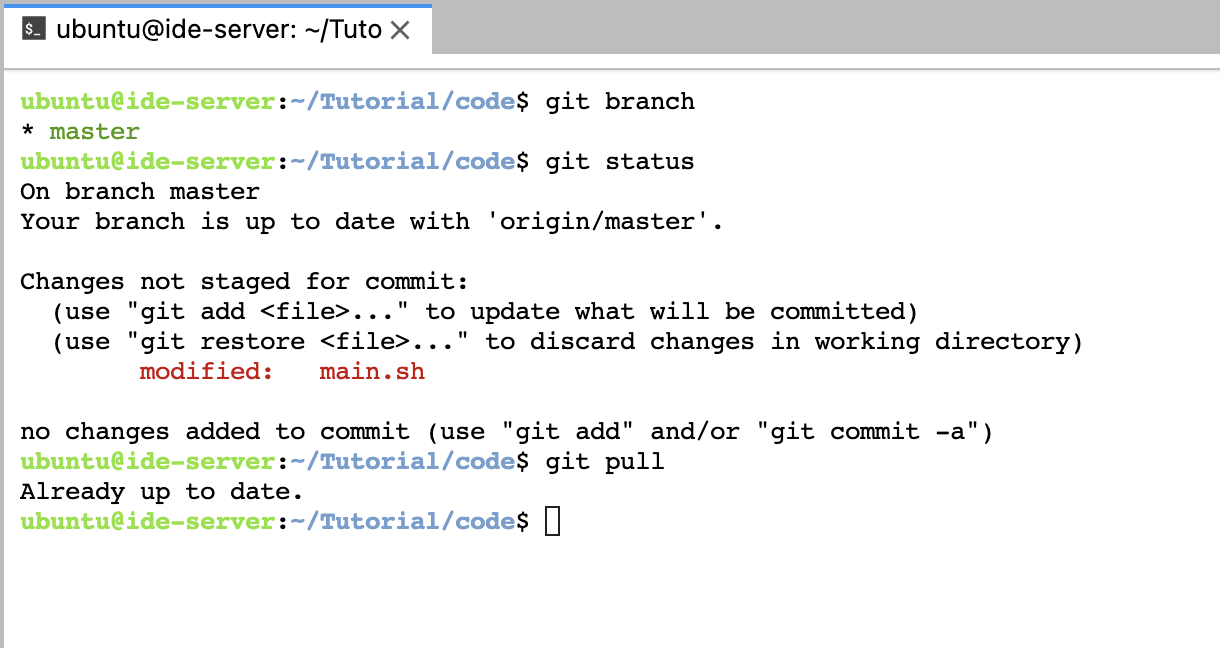 $_ ubuntu@ide-server: ~/Tuto
ubuntu@ide-server:~/Tutorial/code$ git branch
* master
ubuntu@ide-server:~/Tutorial/code$ git status
On branch master
Your branch is up to date with 'origin/master'.

Changes not staged for commit:
  (use "git add <file>..." to update what will be committed)
  (use "git restore <file>..." to discard changes in working directory)
        modified:   main.sh

no changes added to commit (use "git add" and/or "git commit -a")
ubuntu@ide-server:~/Tutorial/code$ git pull
Already up to date.
ubuntu@ide-server:~/Tutorial/code$